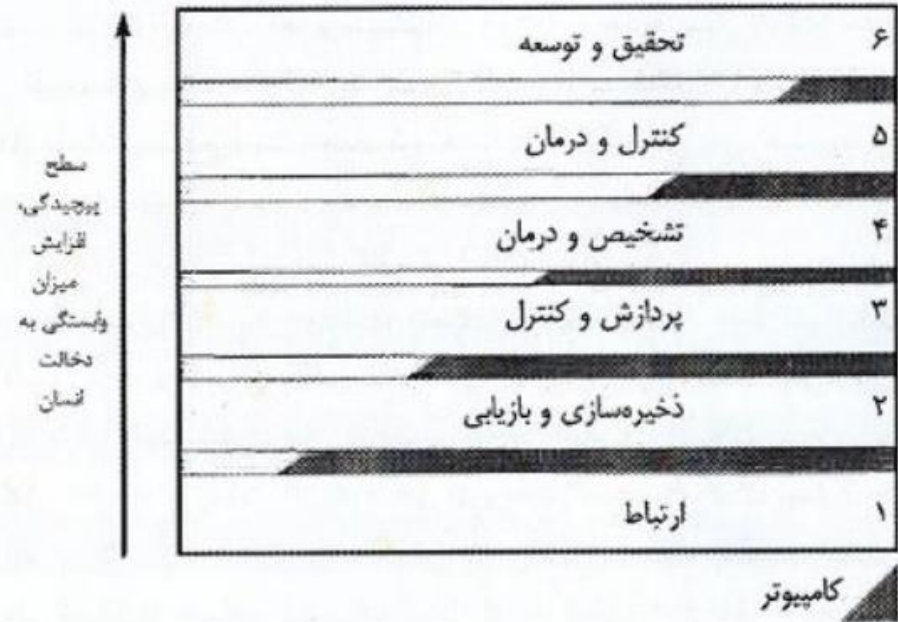 ۶ تحقیق و توسعه
۵ کنترل و درمان
۴ تشخیص و درمان
۳ پردازش و کنترل
۲ ذخیره‌سازی و بازیابی
۱ ارتباط
کامپیوتر
سطح
پیچیدگی،
افزایش
میزان
وابستگی به
دخالت
انسان